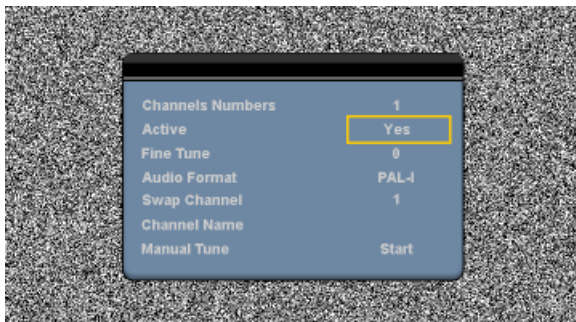 Channels Numbers 1
Active Yes
Fine Tune 0
Audio Format PAL-I
Swap Channel 1
Channel Name
Manual Tune Start